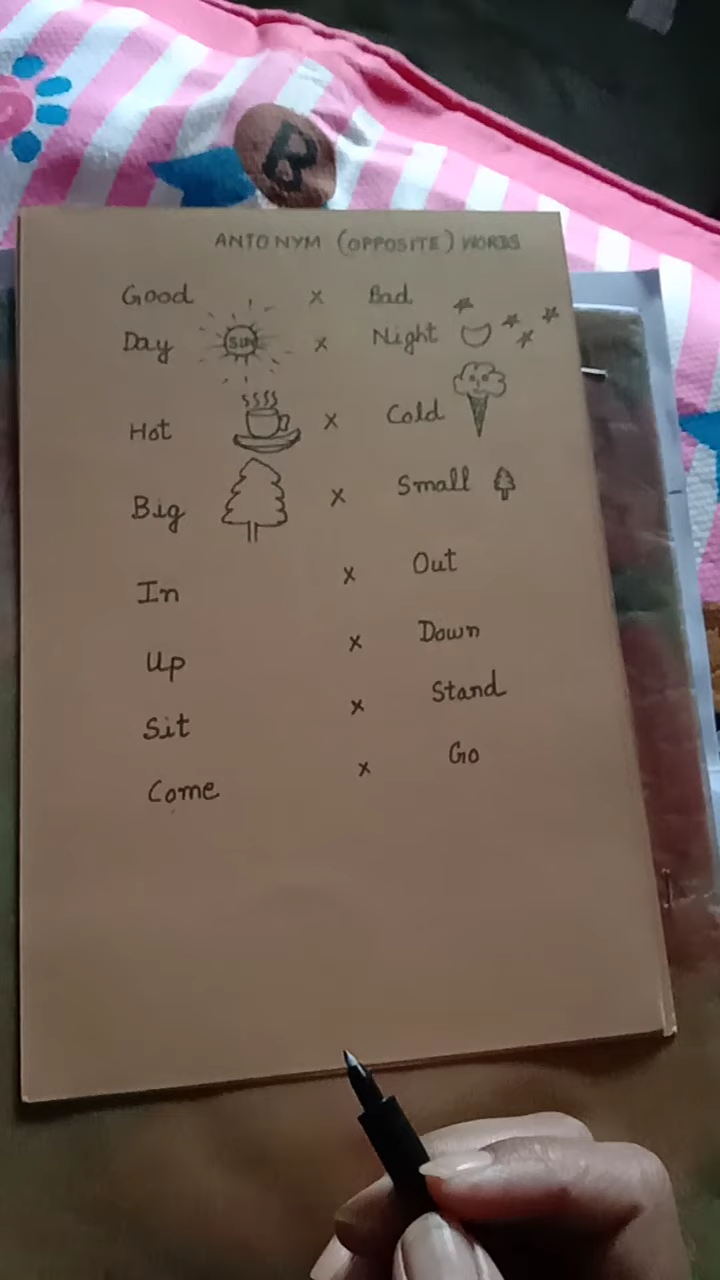 ANTONYM (OPPOSITE) WORDS
Good x Bad
Day SUN x Night
Hot x Cold
Big x Small
In x Out
Up x Down
Sit x Stand
Come x Go